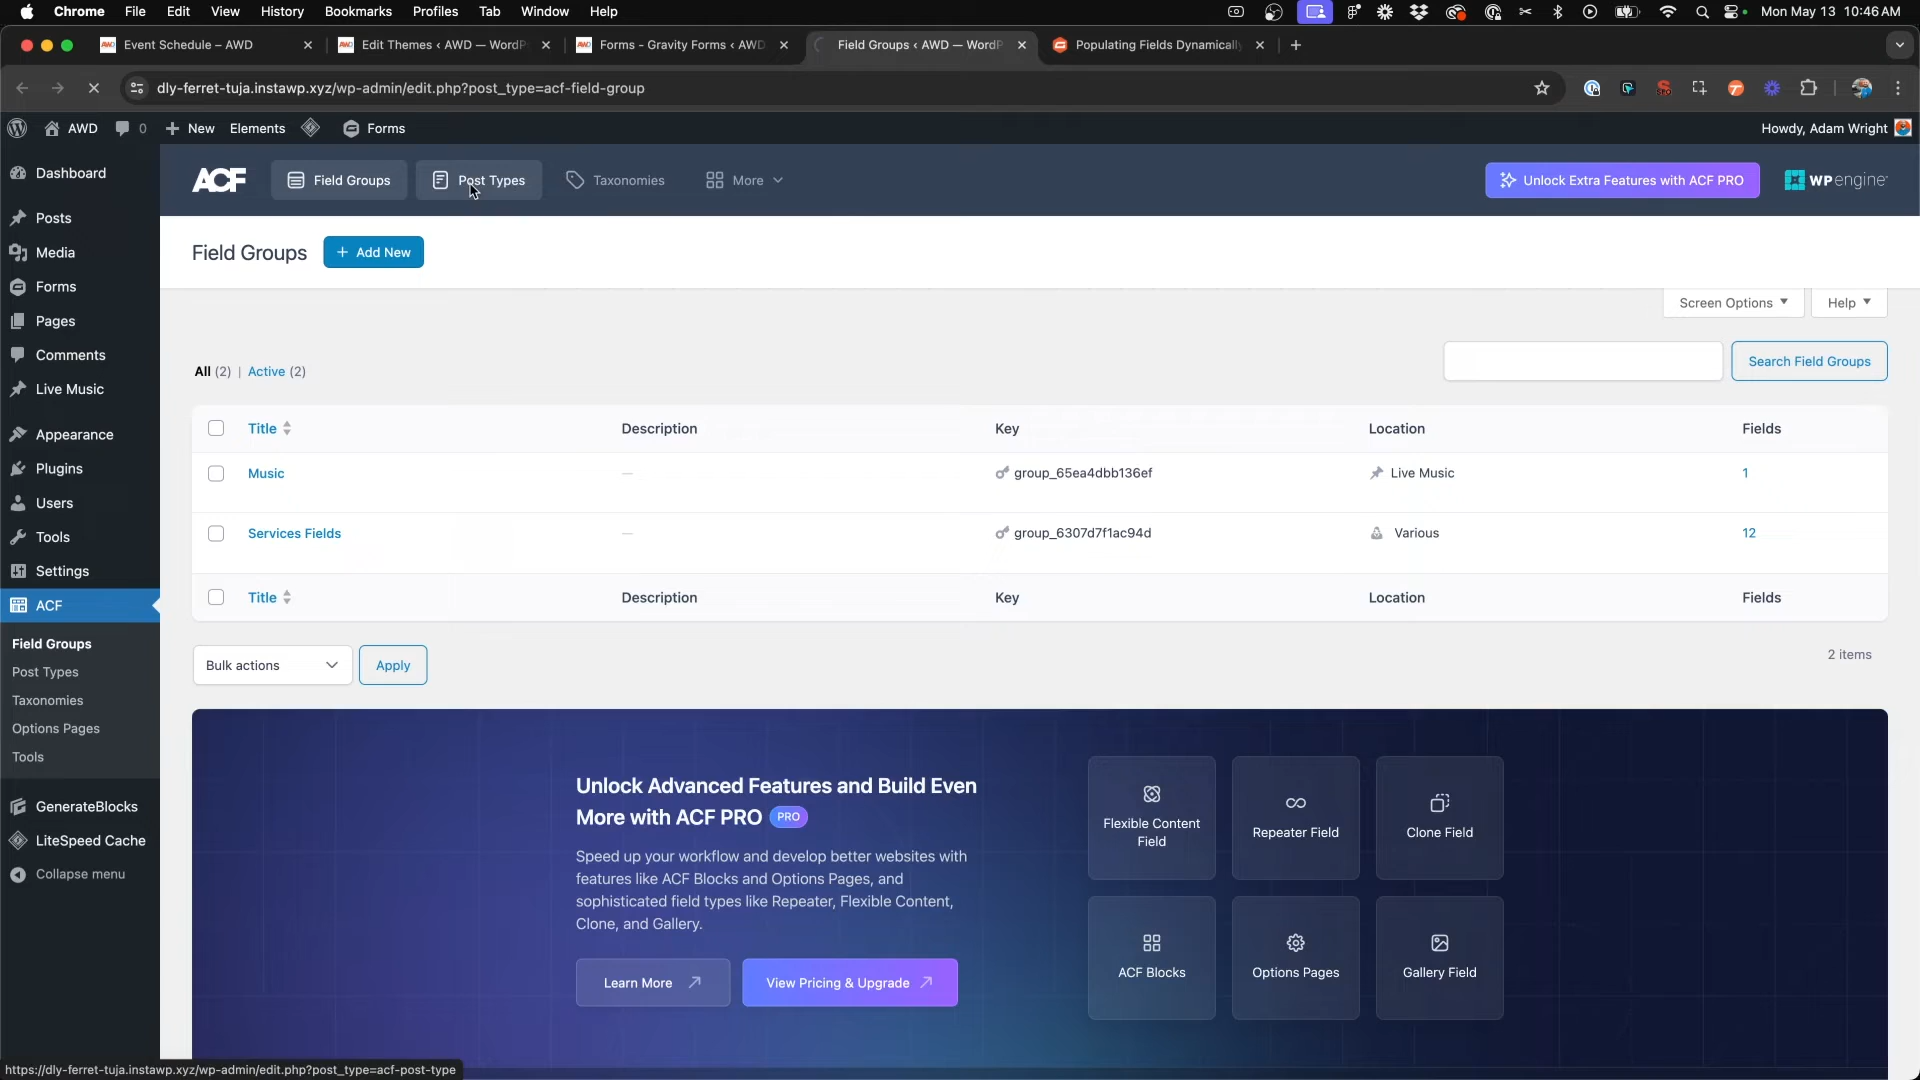 Chrome File Edit View History Bookmarks Profiles Tab Window Help Mon May 13 10:46 AM
Event Schedule – AWD
Edit Themes ‹ AWD — WordP
Forms - Gravity Forms ‹ AWD
Field Groups ‹ AWD — WordP
Populating Fields Dynamically
dly-ferret-tuja.instawp.xyz/wp-admin/edit.php?post_type=acf-field-group
AWD 0 New Elements Forms Howdy, Adam Wright
Dashboard
Posts
Media
Forms
Pages
Comments
Live Music
Appearance
Plugins
Users
Tools
Settings
ACF
Field Groups
Post Types
Taxonomies
Options Pages
Tools
GenerateBlocks
LiteSpeed Cache
Collapse menu
ACF Field Groups Post Types Taxonomies More Unlock Extra Features with ACF PRO WP engine
Field Groups + Add New
Screen Options Help
All (2) | Active (2) Search Field Groups
Title Description Key Location Fields
Music — group_65ea4dbb136ef Live Music 1
Services Fields — group_6307d7f1ac94d Various 12
Title Description Key Location Fields
Bulk actions Apply 2 items
Unlock Advanced Features and Build Even
More with ACF PRO PRO
Speed up your workflow and develop better websites with
features like ACF Blocks and Options Pages, and
sophisticated field types like Repeater, Flexible Content,
Clone, and Gallery.
Learn More View Pricing & Upgrade
Flexible Content
Field
Repeater Field
Clone Field
ACF Blocks
Options Pages
Gallery Field
https://dly-ferret-tuja.instawp.xyz/wp-admin/edit.php?post_type=acf-post-type